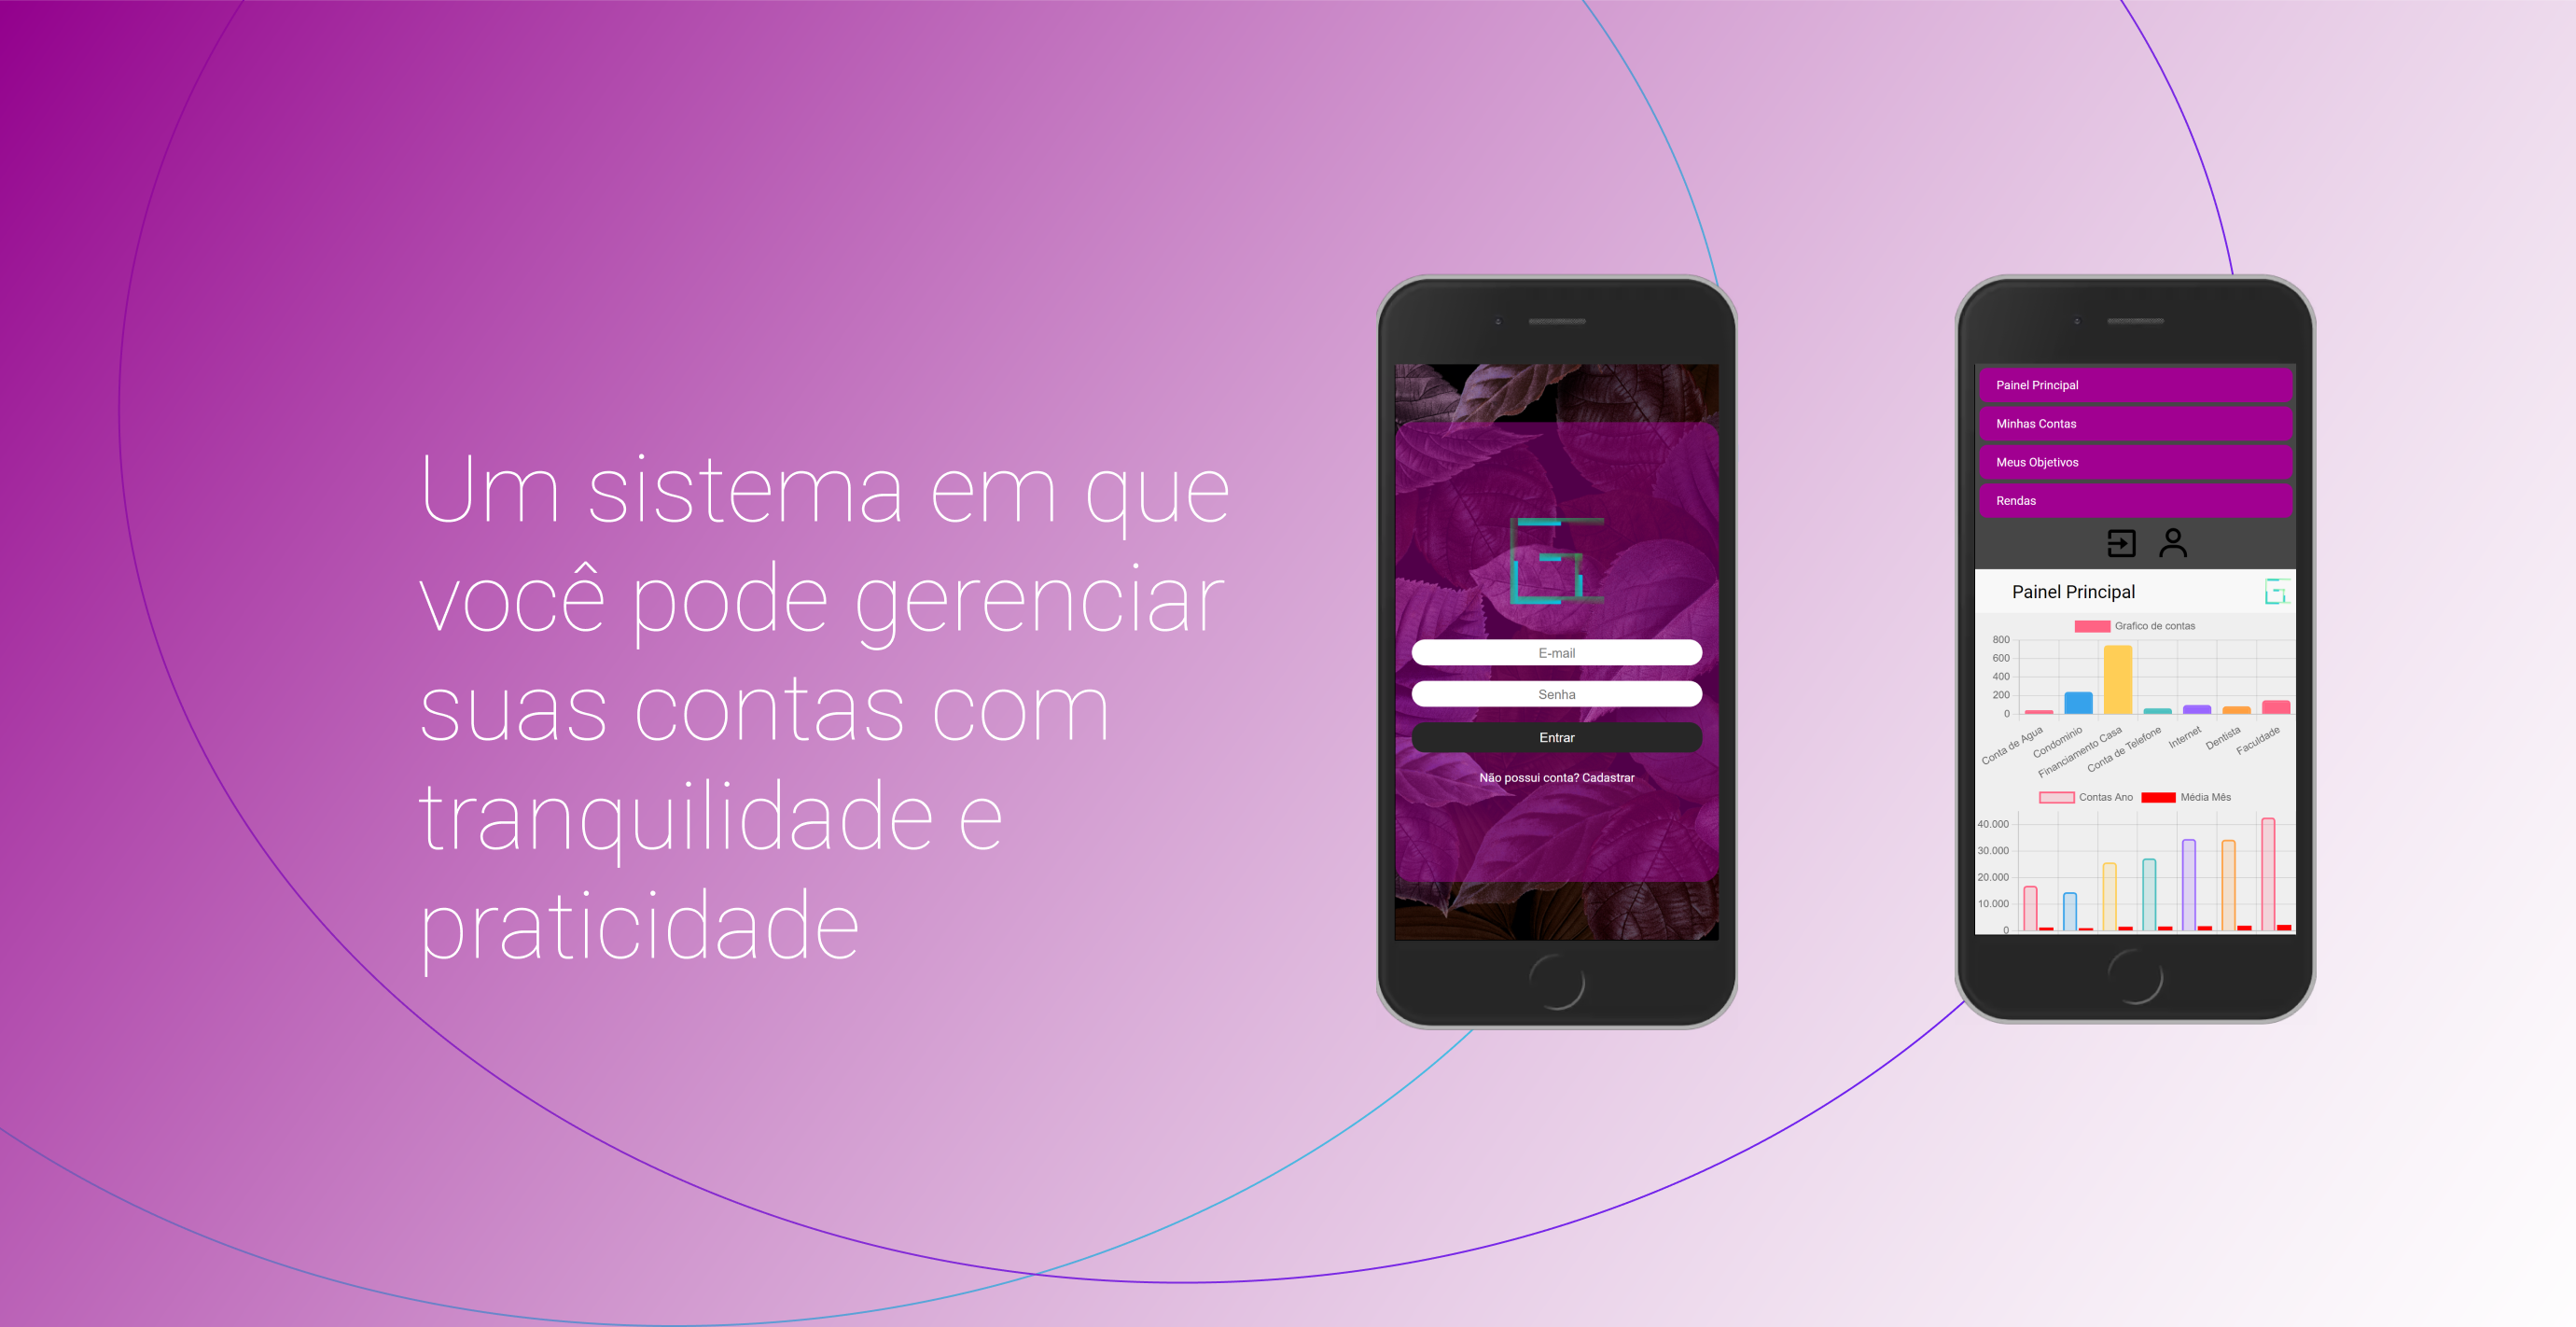 Um sistema em que
você pode gerenciar
suas contas com
tranquilidade e
praticidade
E-mail
Senha
Entrar
Não possui conta? Cadastrar
Painel Principal
Minhas Contas
Meus Objetivos
Rendas
Painel Principal
Grafico de contas
800
600
400
200
0
Conta de Agua
Condominio
Financiamento Casa
Conta de Telefone
Internet
Dentista
Faculdade
Contas Ano Média Mês
40.000
30.000
20.000
10.000
0